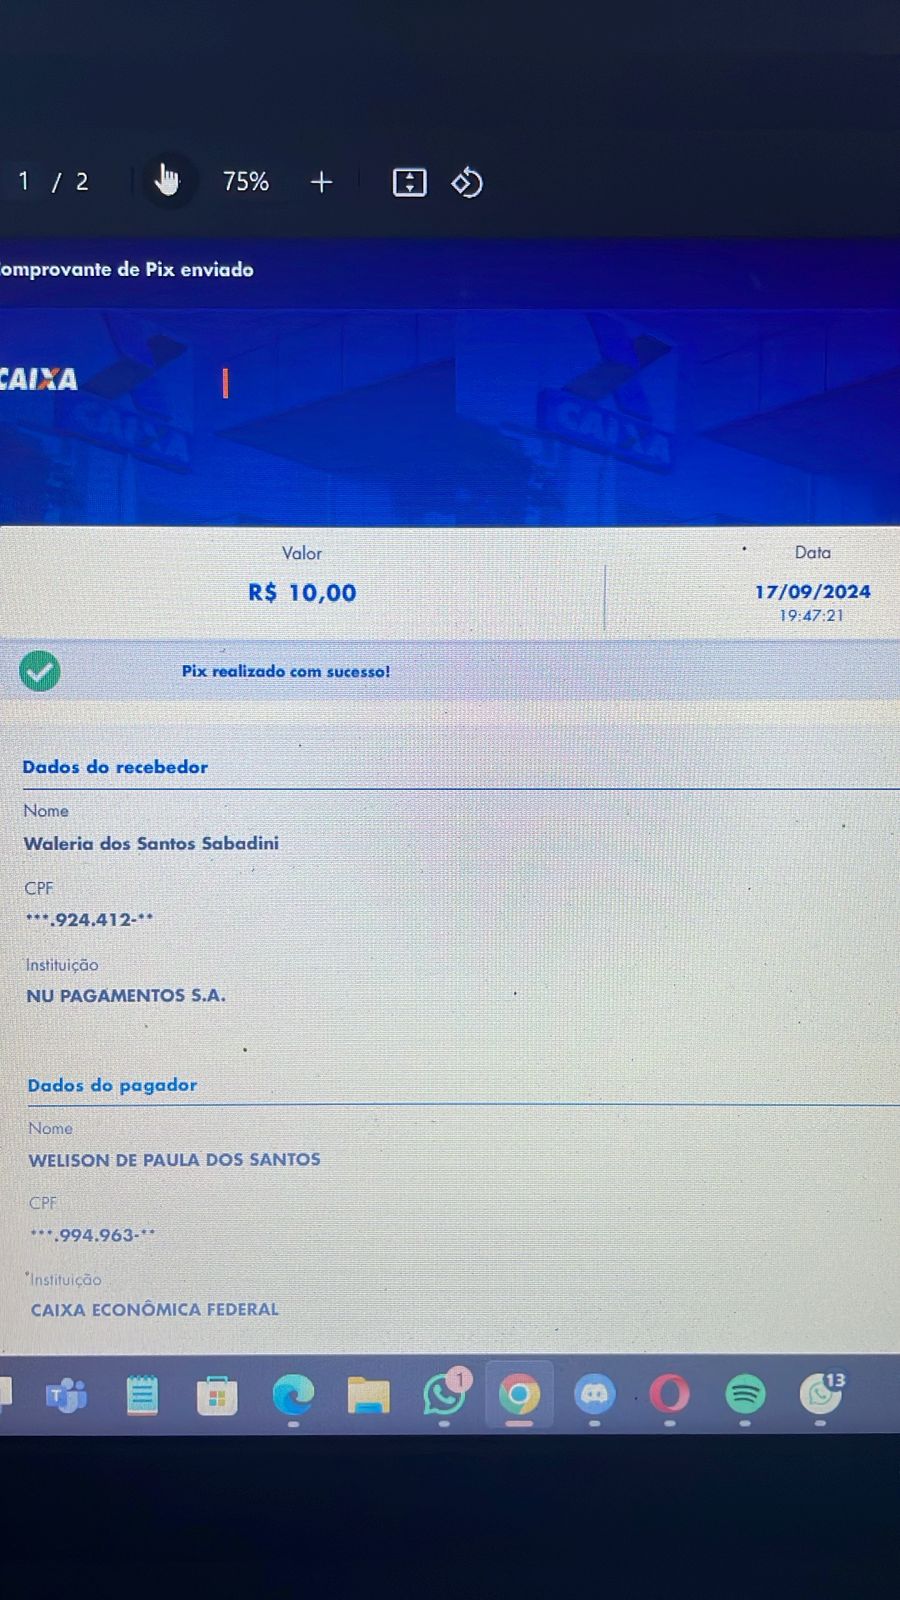 1 / 2 75%
omprovante de Pix enviado
CAIXA
CAIXA CAIXA
Valor Data
R$ 10,00 17/09/2024
19:47:21
Pix realizado com sucesso!
Dados do recebedor
Nome
Waleria dos Santos Sabadini
CPF
***.924.412-**
Instituição
NU PAGAMENTOS S.A.
Dados do pagador
Nome
WELISON DE PAULA DOS SANTOS
CPF
***.994.963-**
Instituição
CAIXA ECONÔMICA FEDERAL
T 1 13